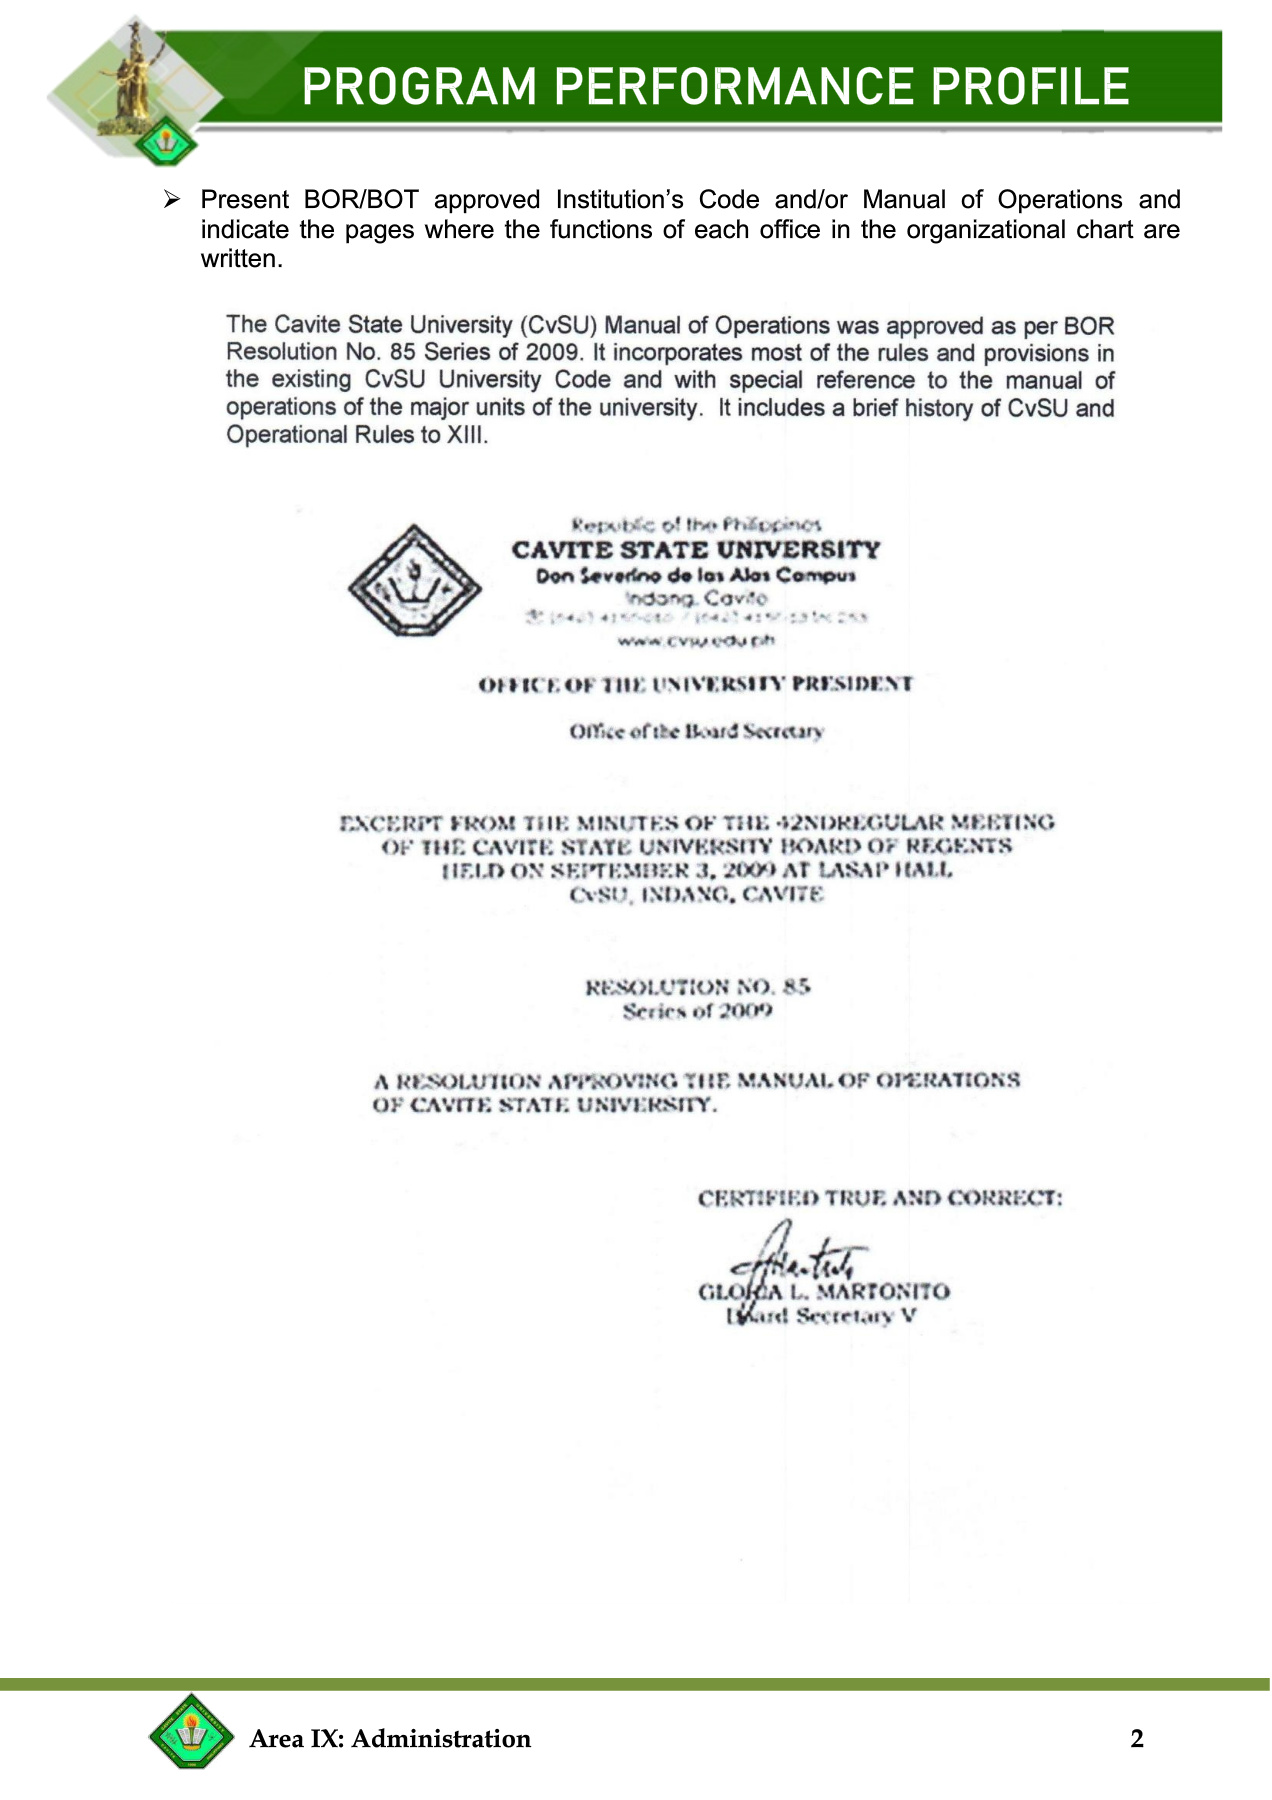 PROGRAM PERFORMANCE PROFILE
➢ Present BOR/BOT approved Institution’s Code and/or Manual of Operations and
indicate the pages where the functions of each office in the organizational chart are
written.
The Cavite State University (CvSU) Manual of Operations was approved as per BOR
Resolution No. 85 Series of 2009. It incorporates most of the rules and provisions in
the existing CvSU University Code and with special reference to the manual of
operations of the major units of the university. It includes a brief history of CvSU and
Operational Rules to XIII.
Republic of the Philippines
CAVITE STATE UNIVERSITY
Don Severino de las Alas Campus
Indang, Cavite
www.cvsu.edu.ph
OFFICE OF THE UNIVERSITY PRESIDENT
Office of the Board Secretary
EXCERPT FROM THE MINUTES OF THE 42NDREGULAR MEETING
OF THE CAVITE STATE UNIVERSITY BOARD OF REGENTS
HELD ON SEPTEMBER 3, 2009 AT LASAP HALL
CvSU, INDANG, CAVITE
RESOLUTION NO. 85
Series of 2009
A RESOLUTION APPROVING THE MANUAL OF OPERATIONS
OF CAVITE STATE UNIVERSITY.
CERTIFIED TRUE AND CORRECT:
GLORIA L. MARTONITO
Board Secretary V
Area IX: Administration 2